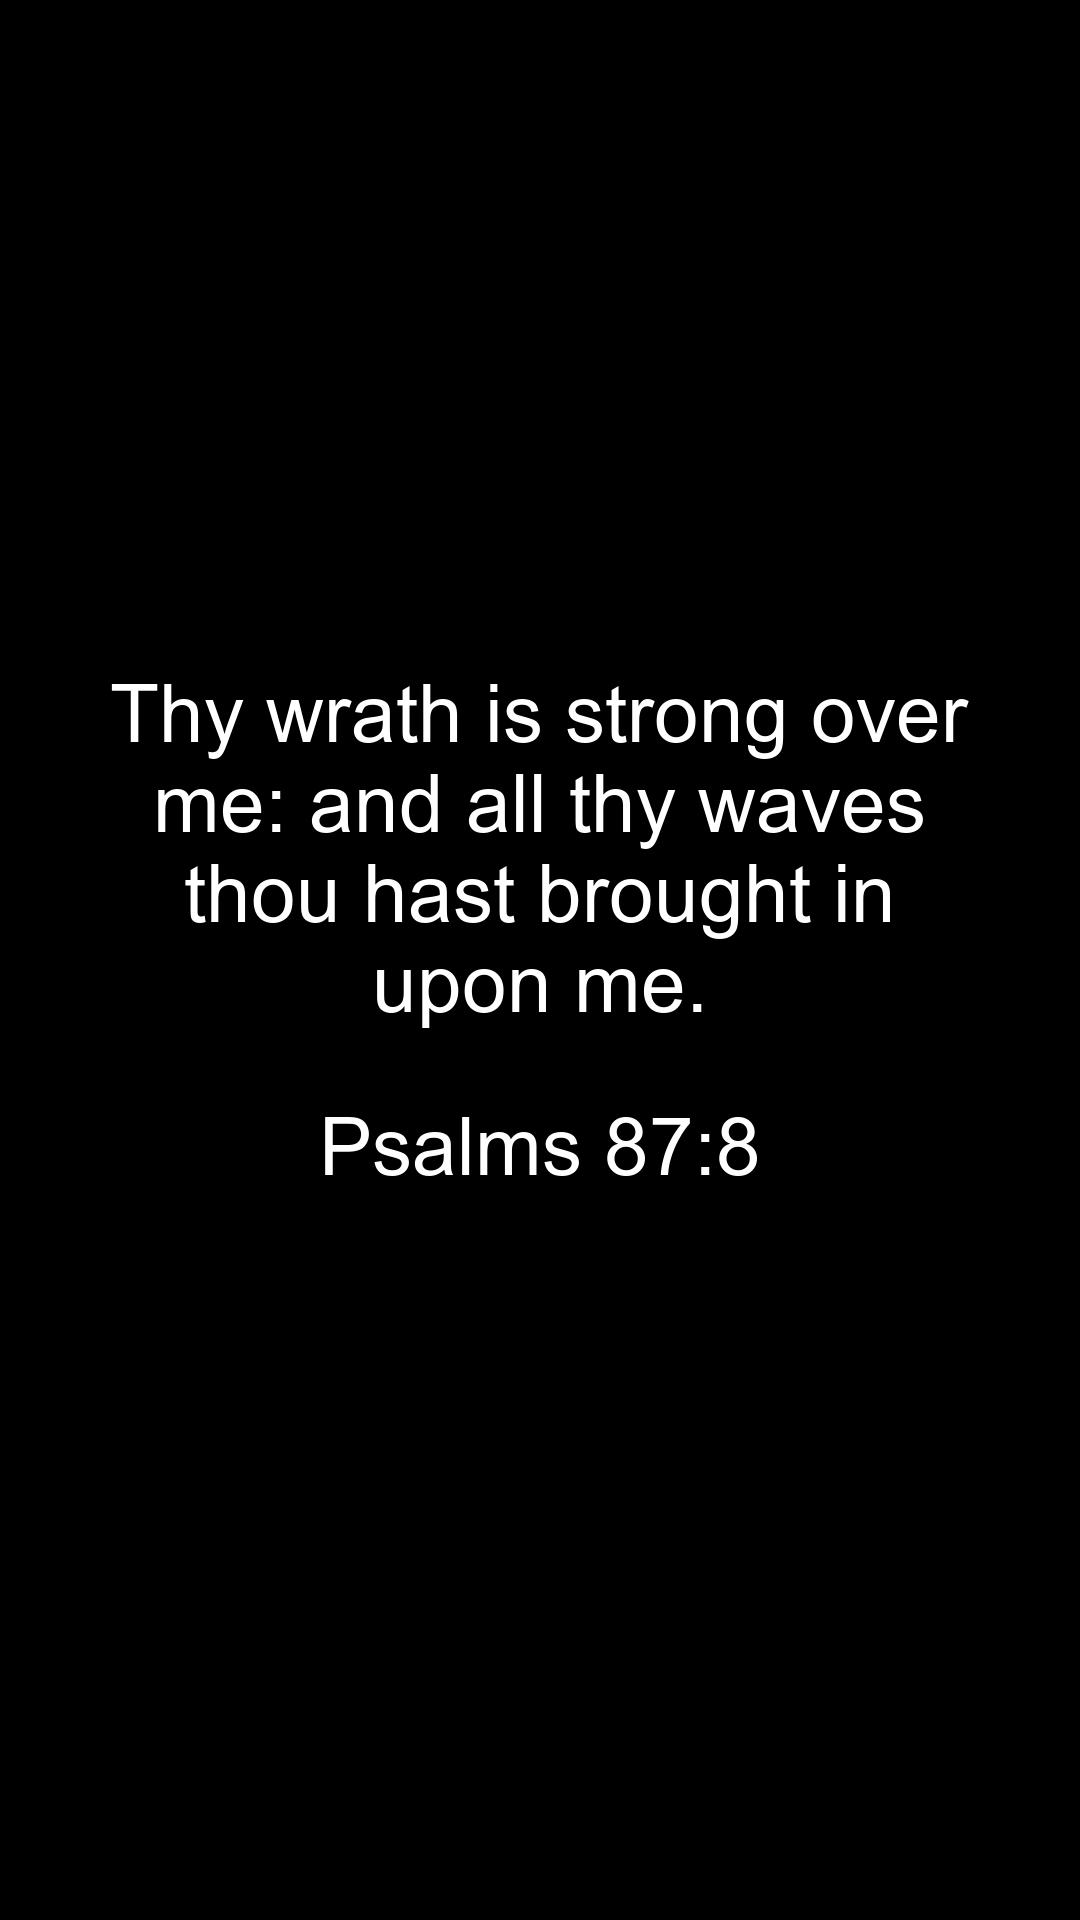 Thy wrath is strong over
me: and all thy waves
thou hast brought in
upon me.
Psalms 87:8